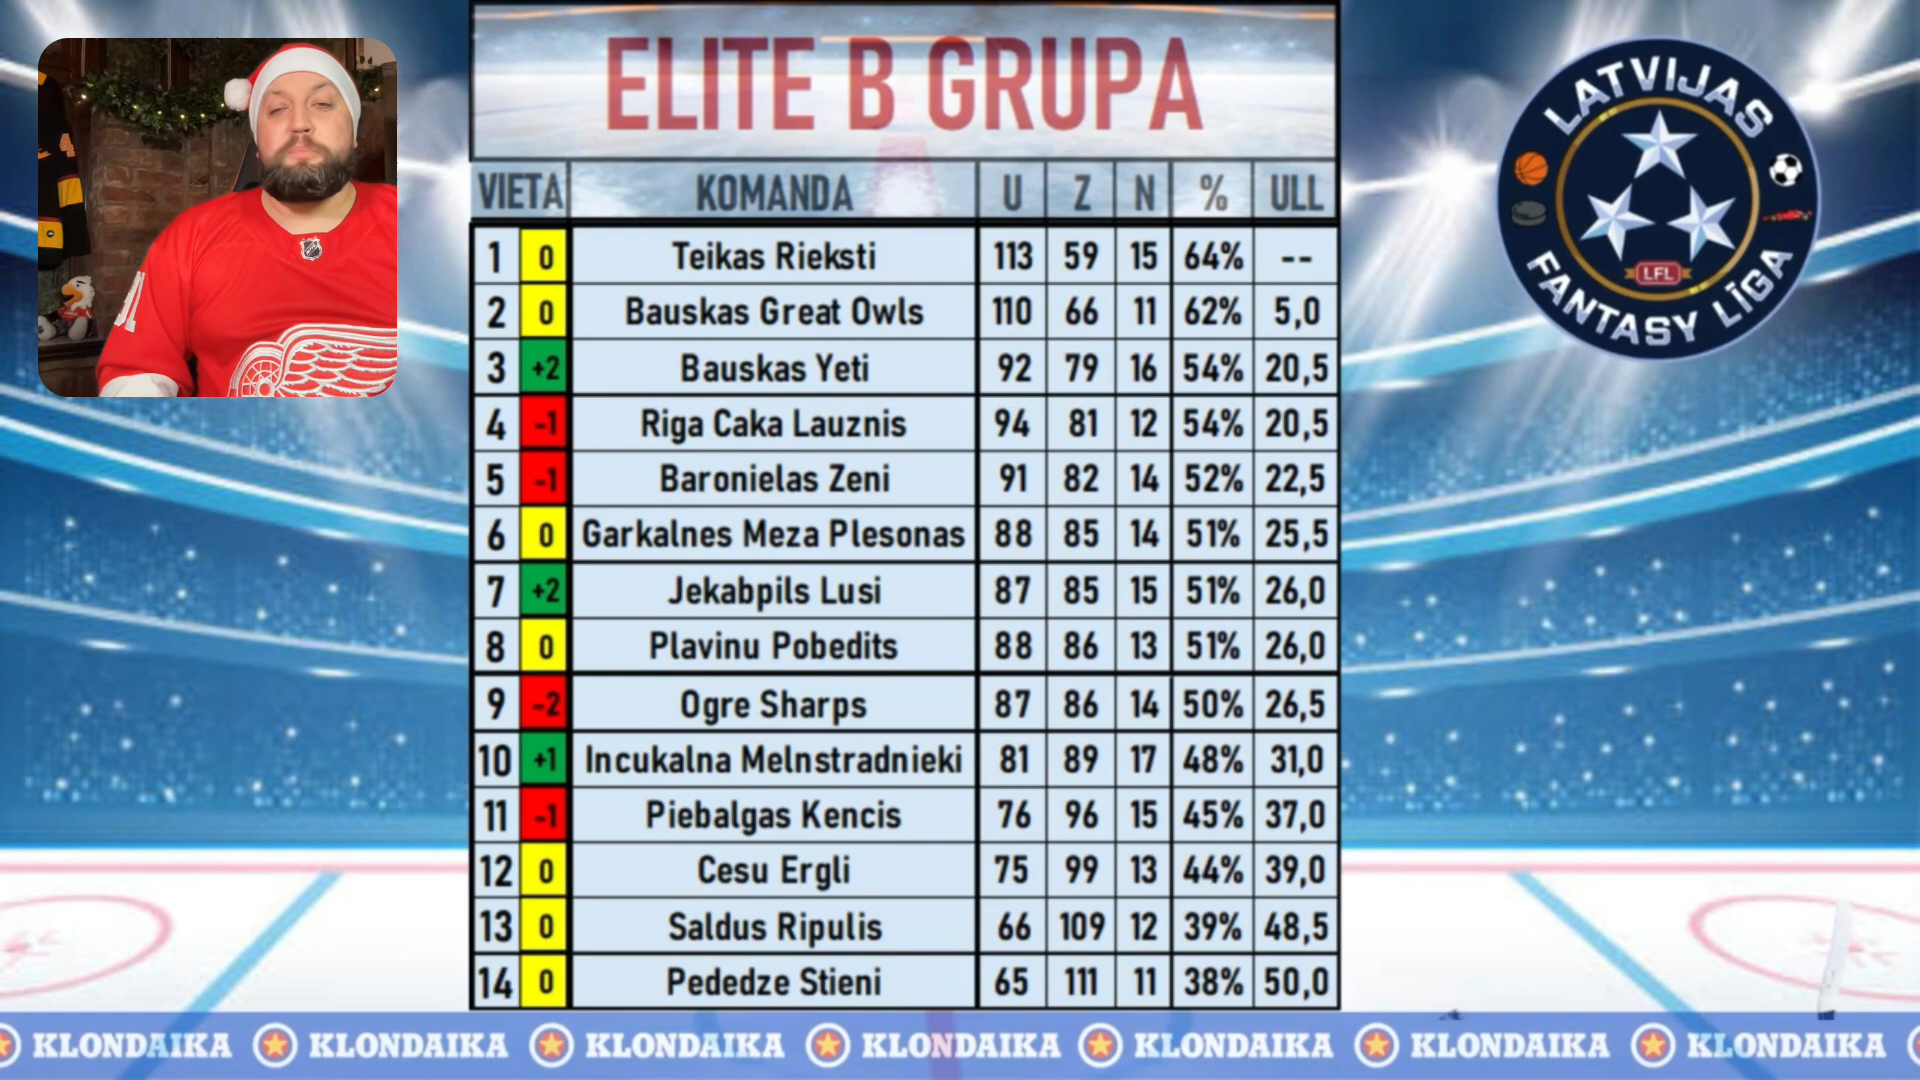 ELITE B GRUPA
VIETA KOMANDA U Z N % ULL
1 0 Teikas Rieksti 113 59 15 64% --
2 0 Bauskas Great Owls 110 66 11 62% 5,0
3 +2 Bauskas Yeti 92 79 16 54% 20,5
4 -1 Riga Caka Lauznis 94 81 12 54% 20,5
5 -1 Baronielas Zeni 91 82 14 52% 22,5
6 0 Garkalnes Meza Plesonas 88 85 14 51% 25,5
7 +2 Jekabpils Lusi 87 85 15 51% 26,0
8 0 Plavinu Pobedits 88 86 13 51% 26,0
9 -2 Ogre Sharps 87 86 14 50% 26,5
10 +1 Incukalna Melnstradnieki 81 89 17 48% 31,0
11 -1 Piebalgas Kencis 76 96 15 45% 37,0
12 0 Cesu Ergli 75 99 13 44% 39,0
13 0 Saldus Ripulis 66 109 12 39% 48,5
14 0 Pededze Stieni 65 111 11 38% 50,0
LATVIJAS
LFL
FANTASY LĪGA
KLONDAIKA KLONDAIKA KLONDAIKA KLONDAIKA KLONDAIKA KLONDAIKA KLONDAIKA